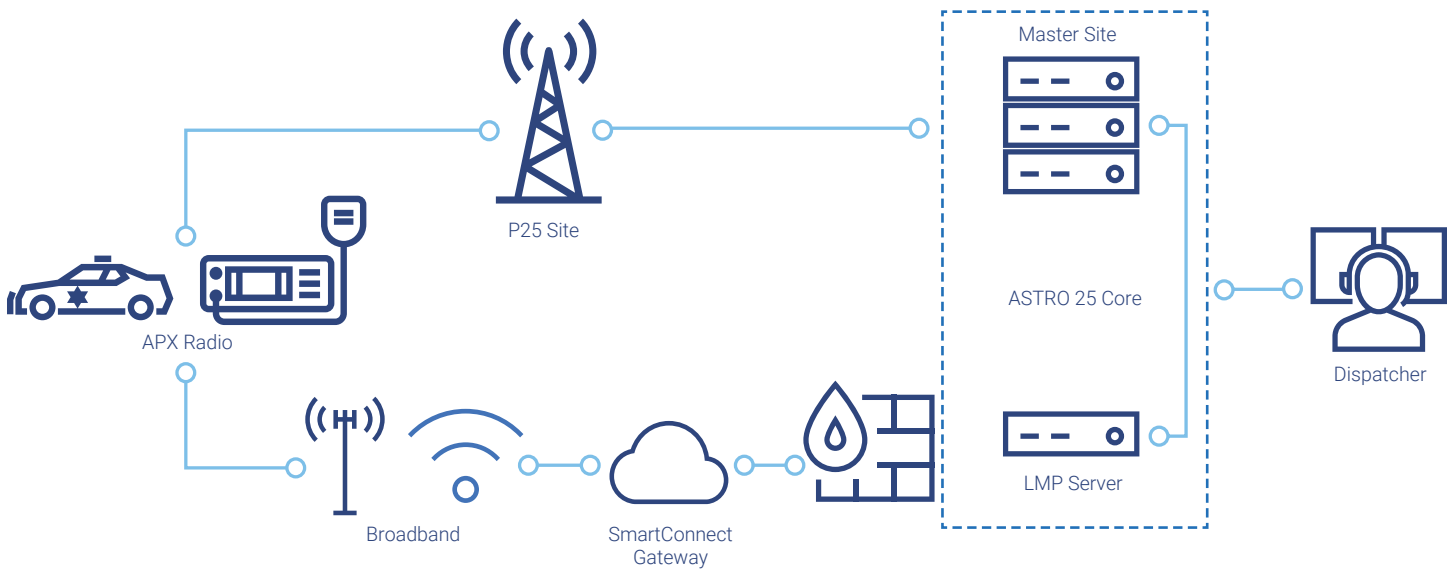 Master Site
P25 Site
ASTRO 25 Core
APX Radio
Dispatcher
LMP Server
Broadband
SmartConnect
Gateway